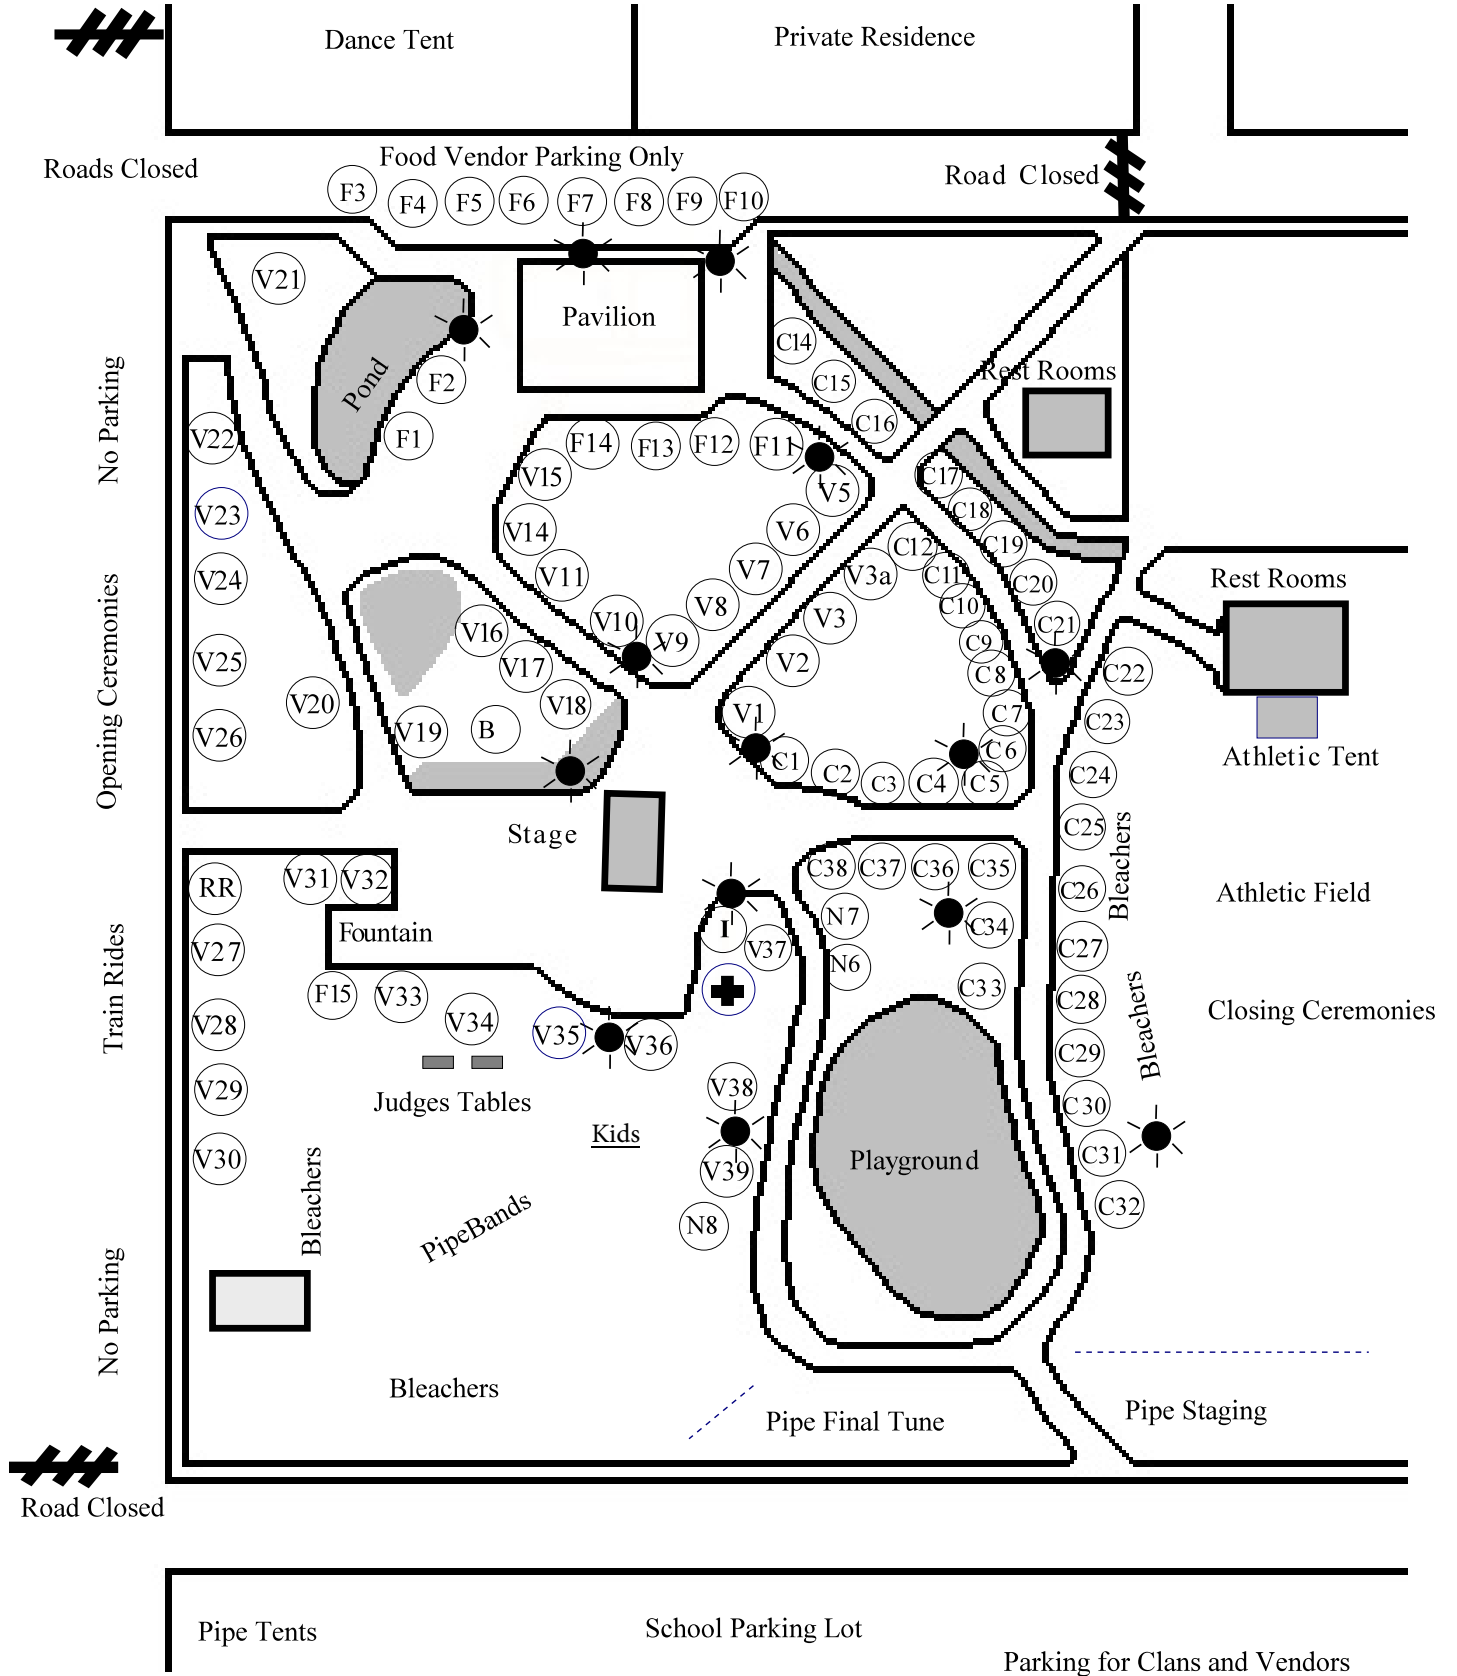 Dance Tent
Private Residence
Roads Closed
Food Vendor Parking Only
Road Closed
F3
F4
F5
F6
F7
F8
F9
F10
V21
Pavilion
Pond
F2
F1
C14
C15
C16
Rest Rooms
No Parking
V22
V23
V24
V25
V26
V20
Opening Ceremonies
F14
F13
F12
F11
V15
V14
V11
V10
V9
V8
V7
V6
V5
C17
C18
C19
C20
C21
C12
C11
C10
C9
C8
C7
C6
C5
C4
C3
C2
C1
V1
V2
V3
V3a
V16
V17
V18
V19
B
Rest Rooms
Athletic Tent
C22
C23
C24
C25
C26
C27
C28
C29
C30
C31
C32
Bleachers
Bleachers
Athletic Field
Closing Ceremonies
Stage
RR
V31
V32
Fountain
V27
V28
V29
V30
Train Rides
F15
V33
V34
V35
V36
I
V37
C38
C37
C36
C35
C34
C33
N7
N6
Judges Tables
Kids
V38
V39
N8
Playground
Bleachers
PipeBands
No Parking
Bleachers
Pipe Final Tune
Pipe Staging
Road Closed
Pipe Tents
School Parking Lot
Parking for Clans and Vendors